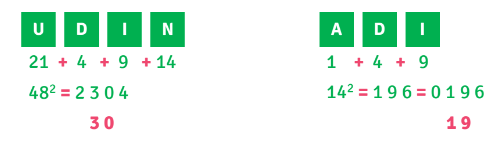 U D I N
21 + 4 + 9 + 14
48² = 2 3 0 4
3 0
A D I
1 + 4 + 9
14² = 1 9 6 = 0 1 9 6
1 9